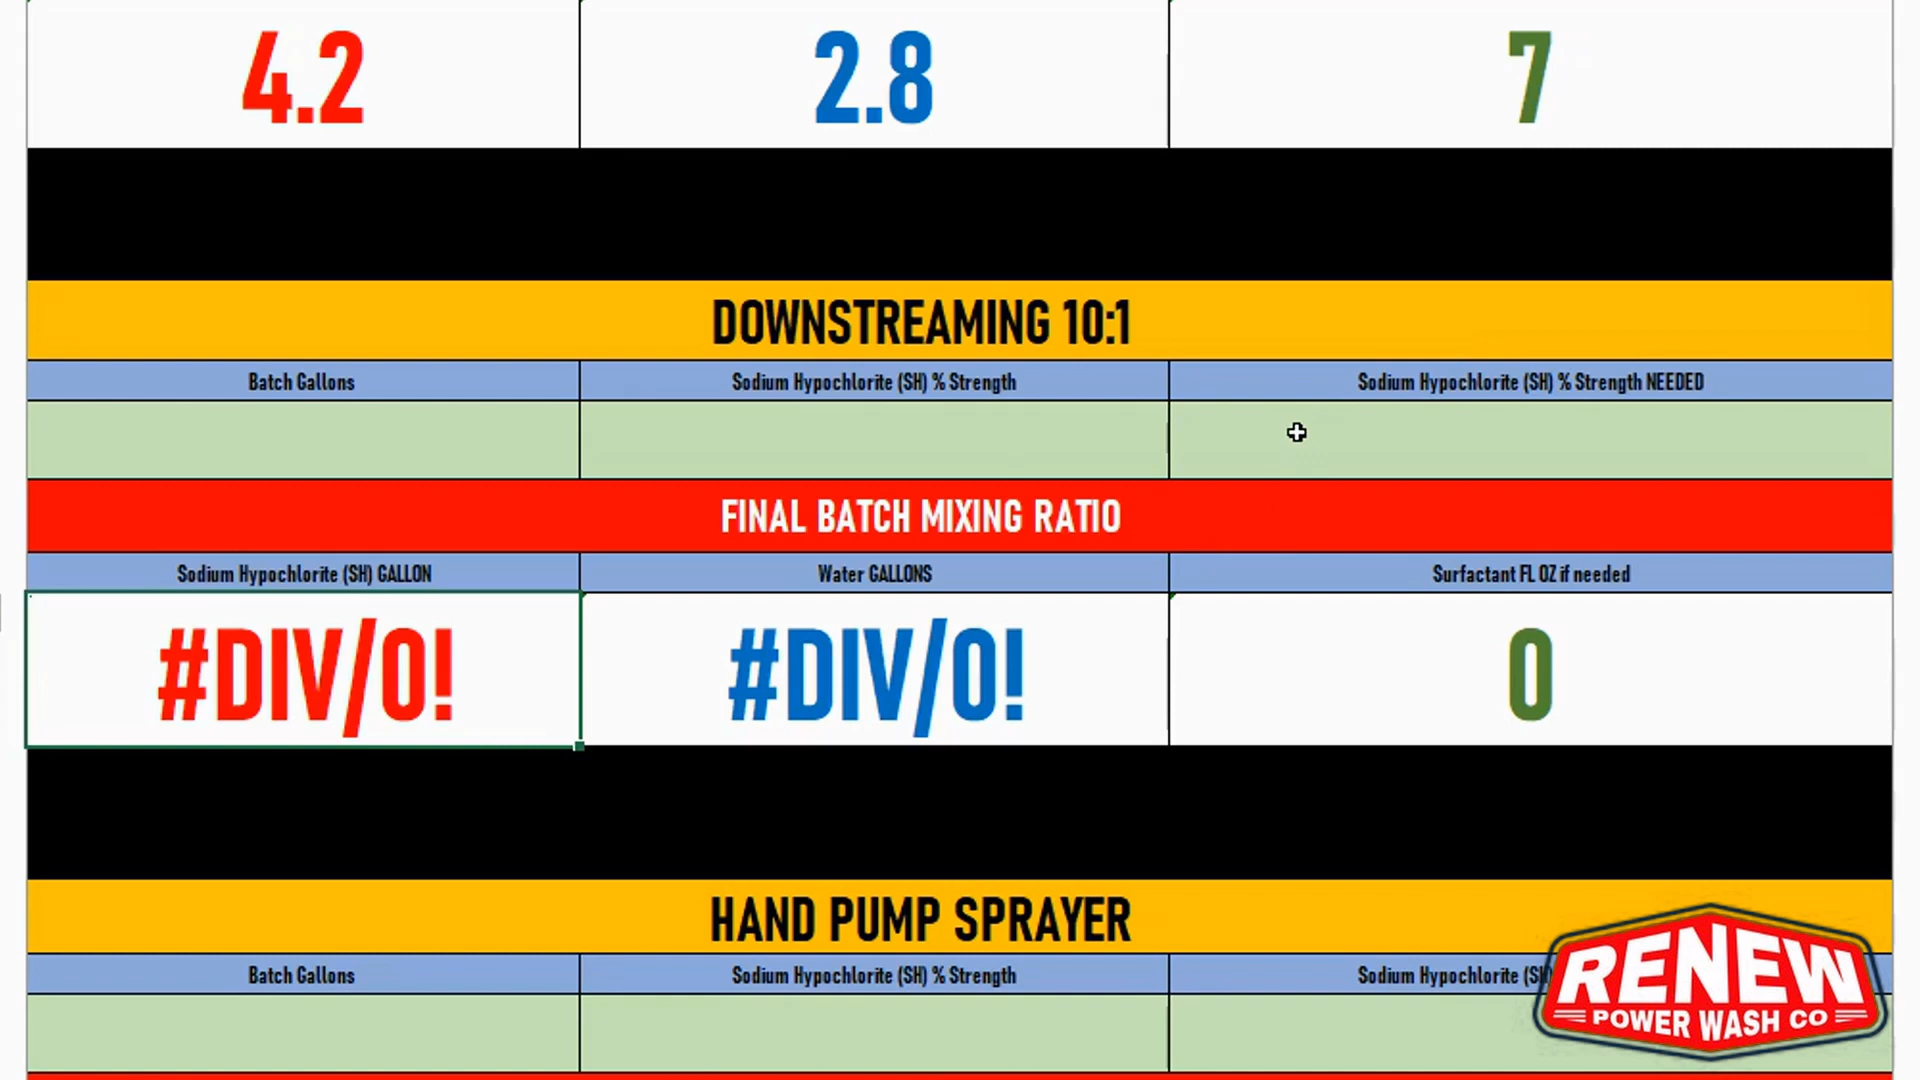 4.2 2.8 7
DOWNSTREAMING 10:1
Batch Gallons Sodium Hypochlorite (SH) % Strength Sodium Hypochlorite (SH) % Strength NEEDED
FINAL BATCH MIXING RATIO
Sodium Hypochlorite (SH) GALLON Water GALLONS Surfactant FL OZ if needed
#DIV/0! #DIV/0! 0
HAND PUMP SPRAYER
Batch Gallons Sodium Hypochlorite (SH) % Strength Sodium Hypochlorite (SH)
RENEW
POWER WASH CO